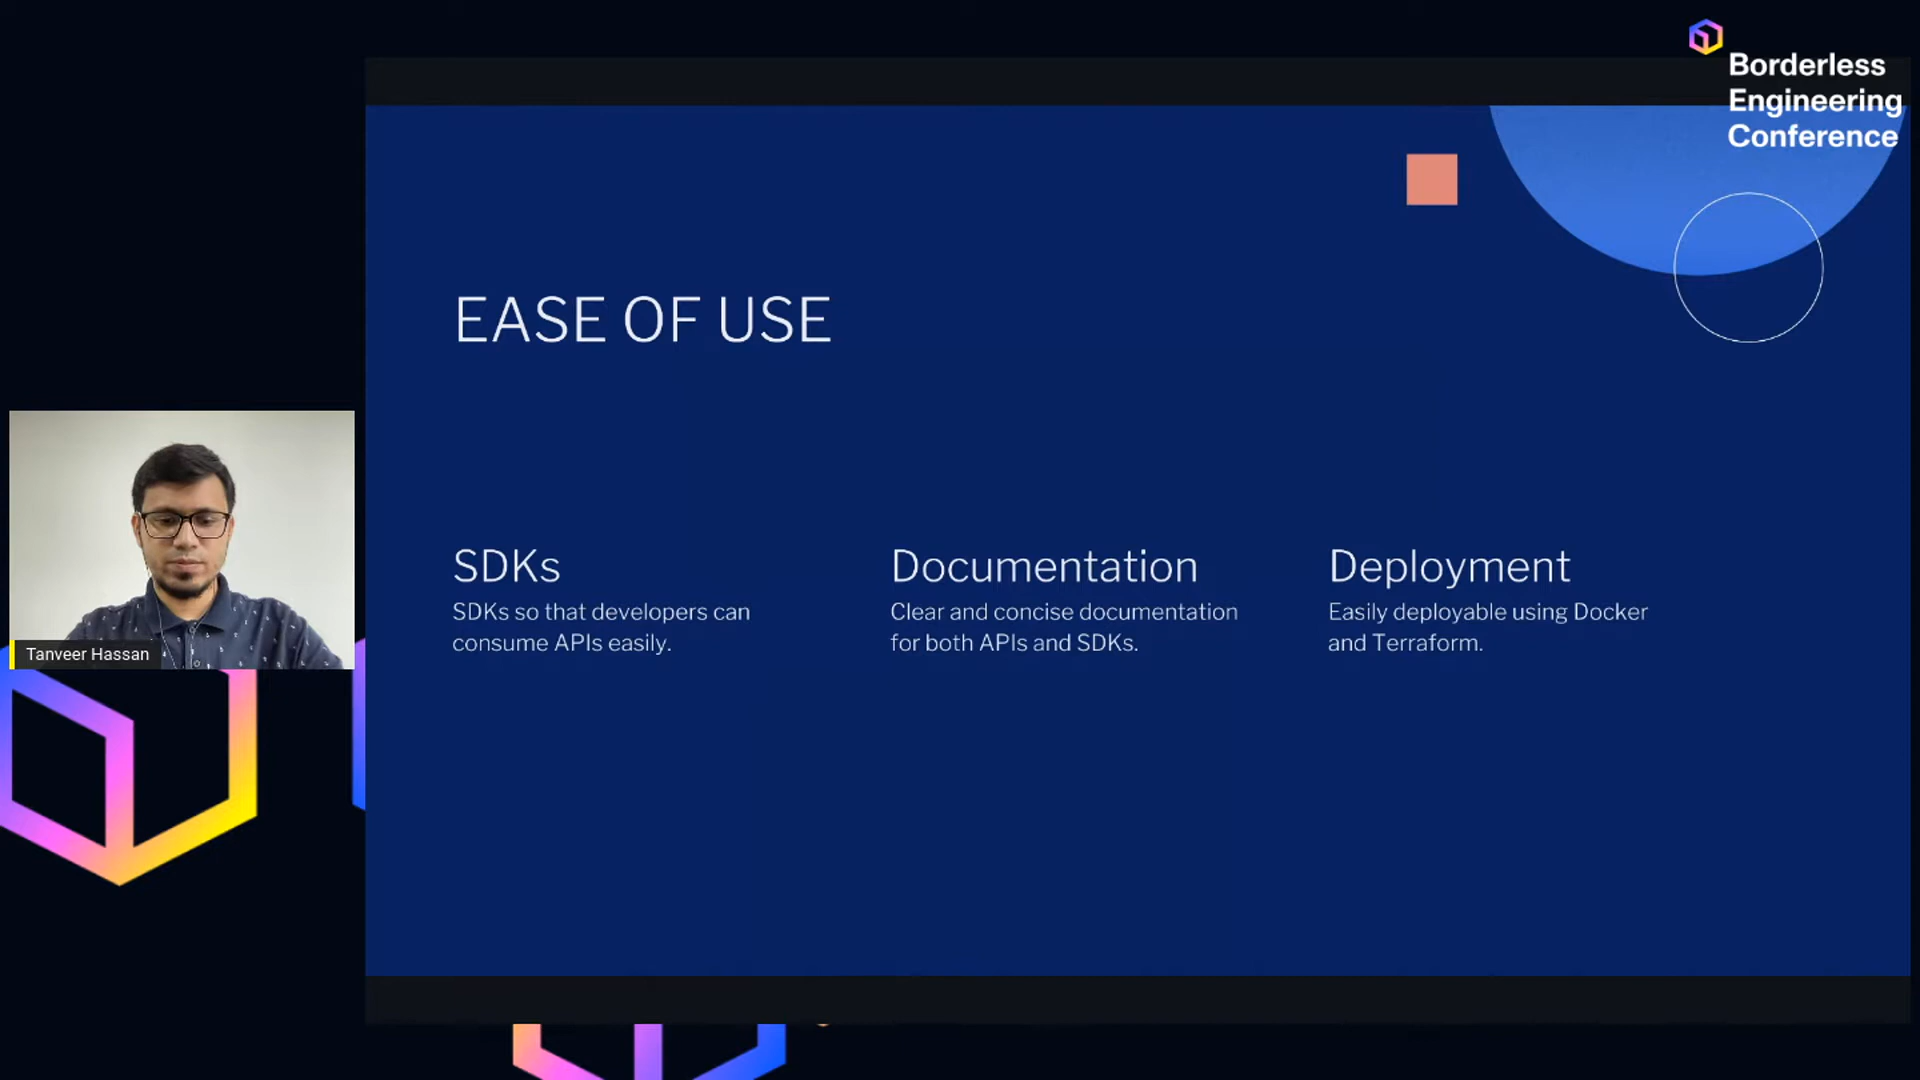 Borderless
Engineering
Conference
EASE OF USE
SDKs
SDKs so that developers can
consume APIs easily.
Documentation
Clear and concise documentation
for both APIs and SDKs.
Deployment
Easily deployable using Docker
and Terraform.
Tanveer Hassan